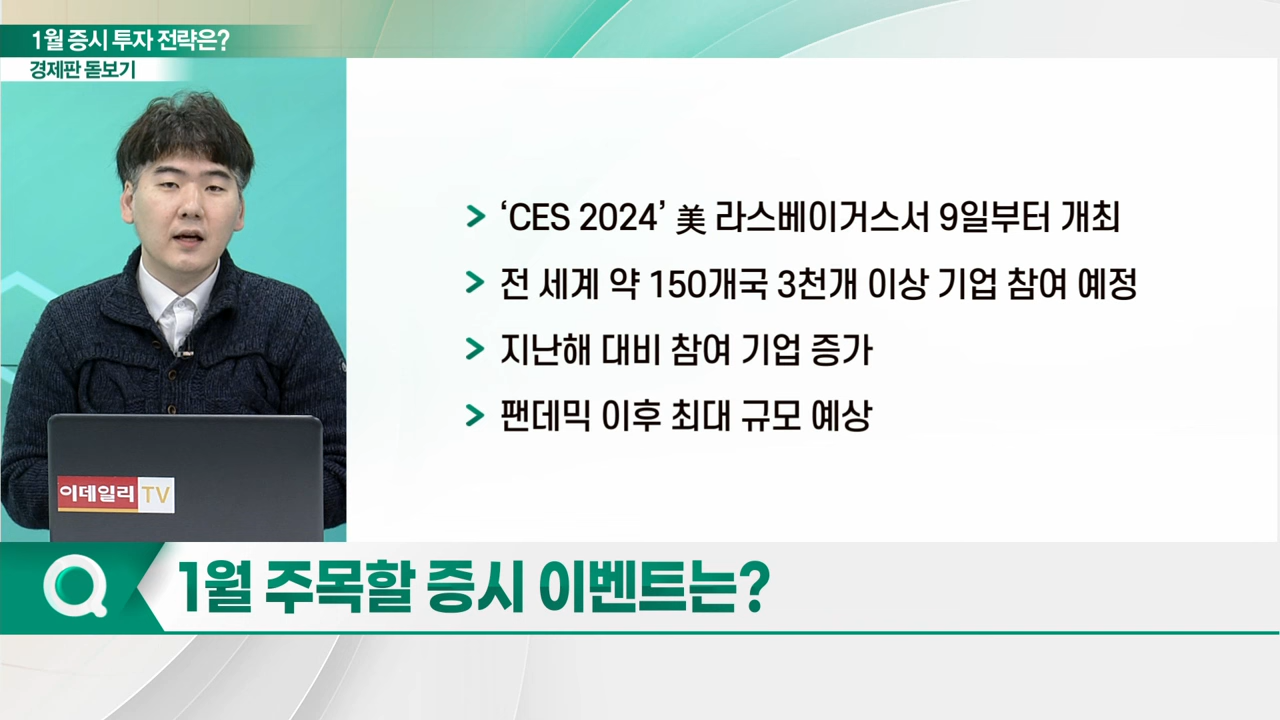 1월 증시 투자 전략은?
경제판 돋보기
> ‘CES 2024’ 美 라스베이거스서 9일부터 개최
> 전 세계 약 150개국 3천개 이상 기업 참여 예정
> 지난해 대비 참여 기업 증가
> 팬데믹 이후 최대 규모 예상
이데일리 TV
Q 1월 주목할 증시 이벤트는?